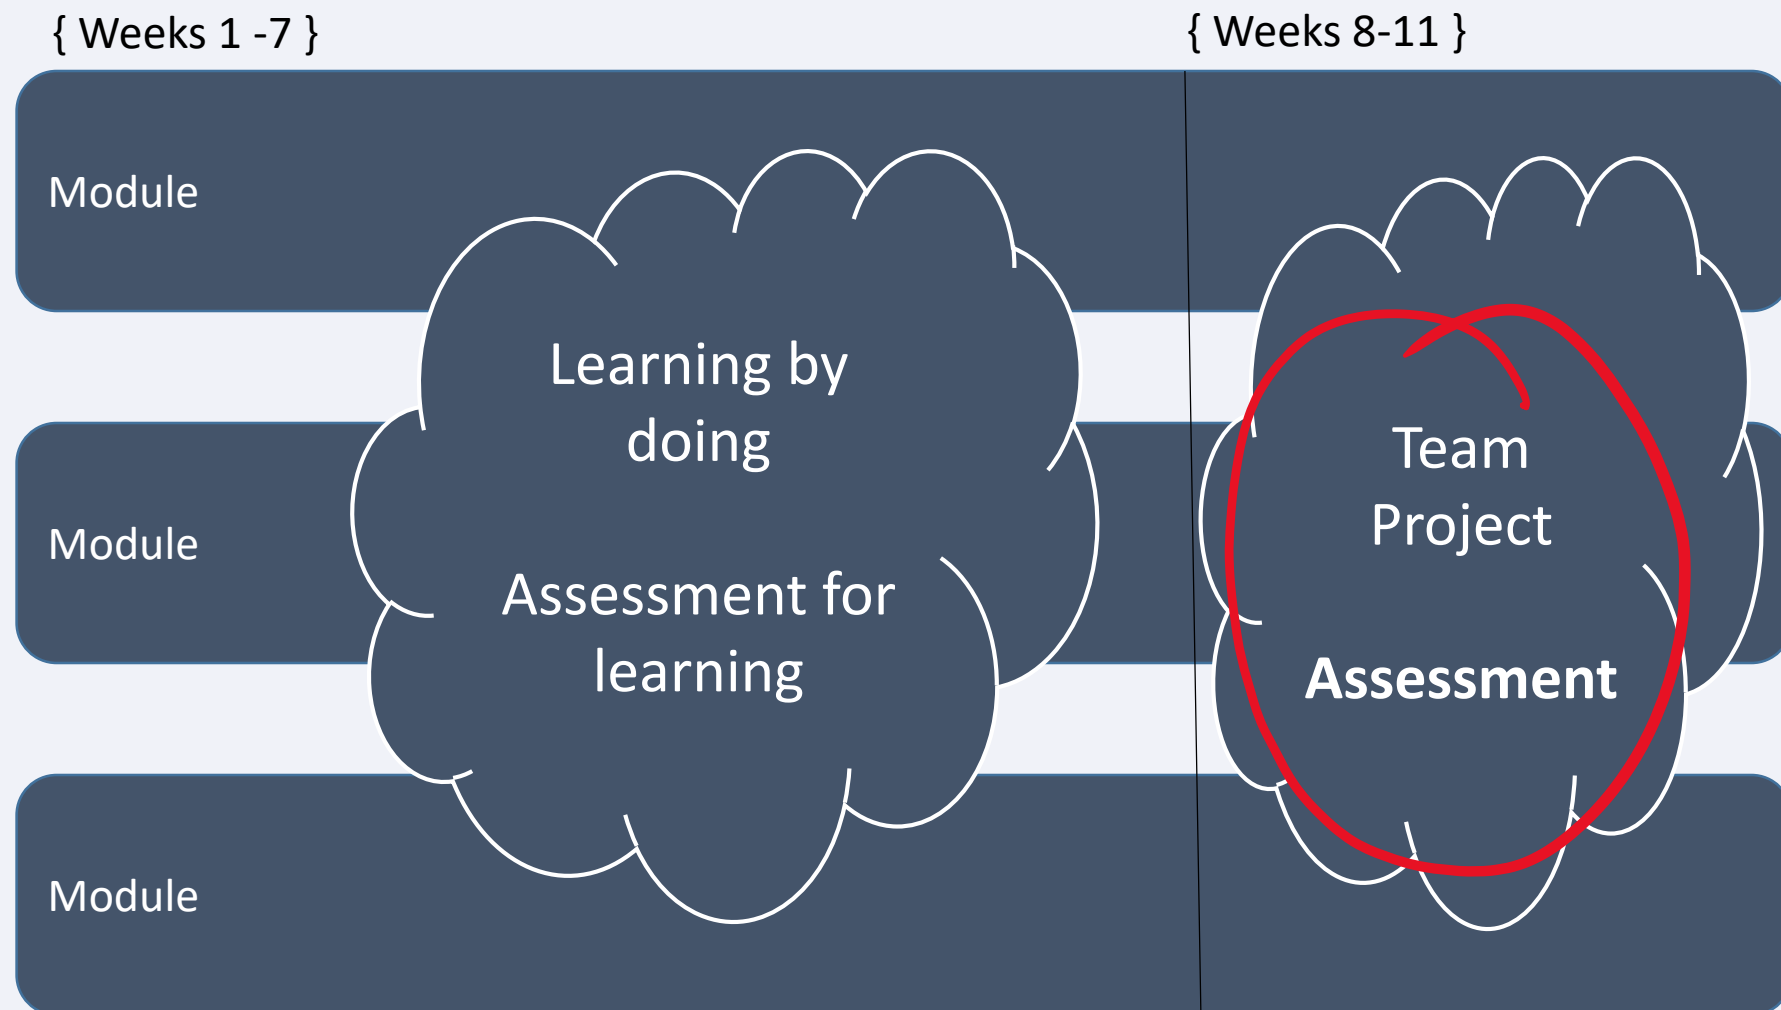 { Weeks 1 -7 }
{ Weeks 8-11 }
Module
Learning by
doing
Assessment for
learning
Team
Project
Assessment
Module
Module